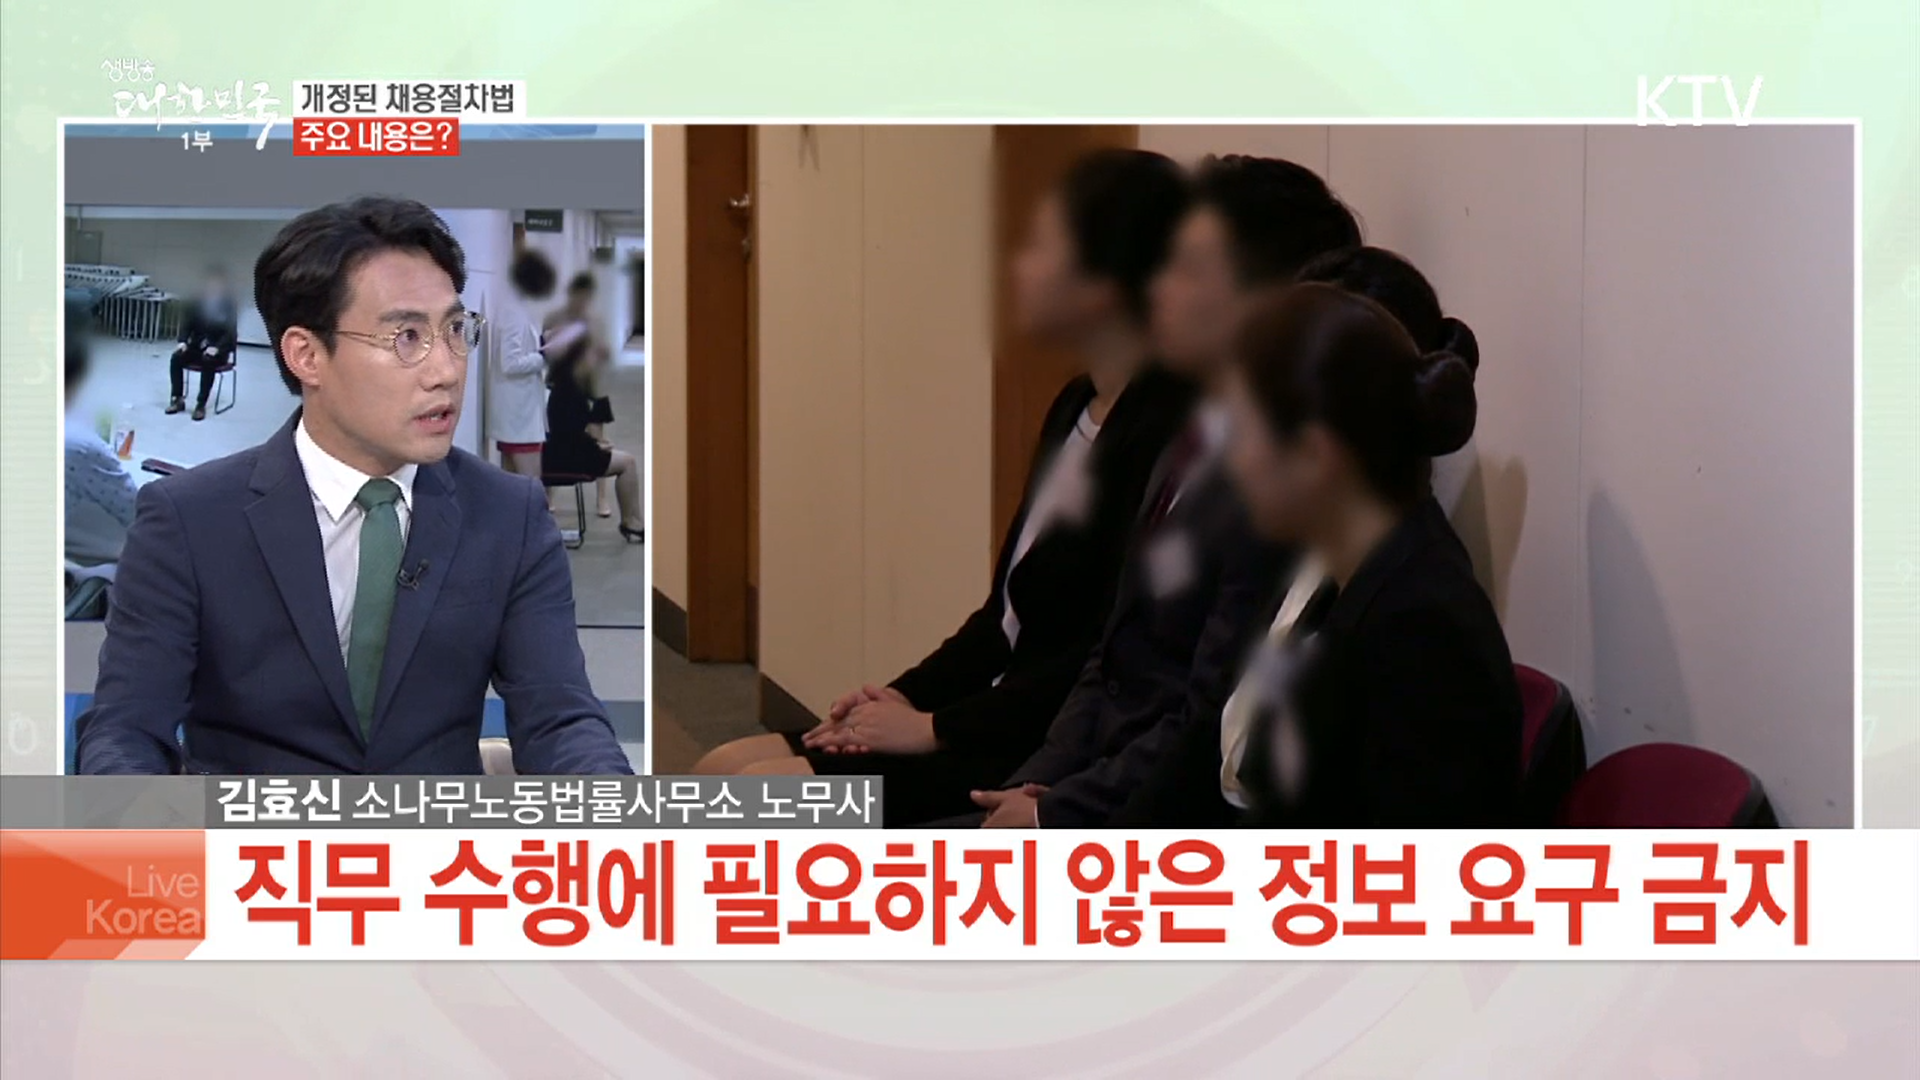 생방송
대한민국
1부
개정된 채용절차법
주요 내용은?
KTV
김효신 소나무노동법률사무소 노무사
Live
Korea
직무 수행에 필요하지 않은 정보 요구 금지